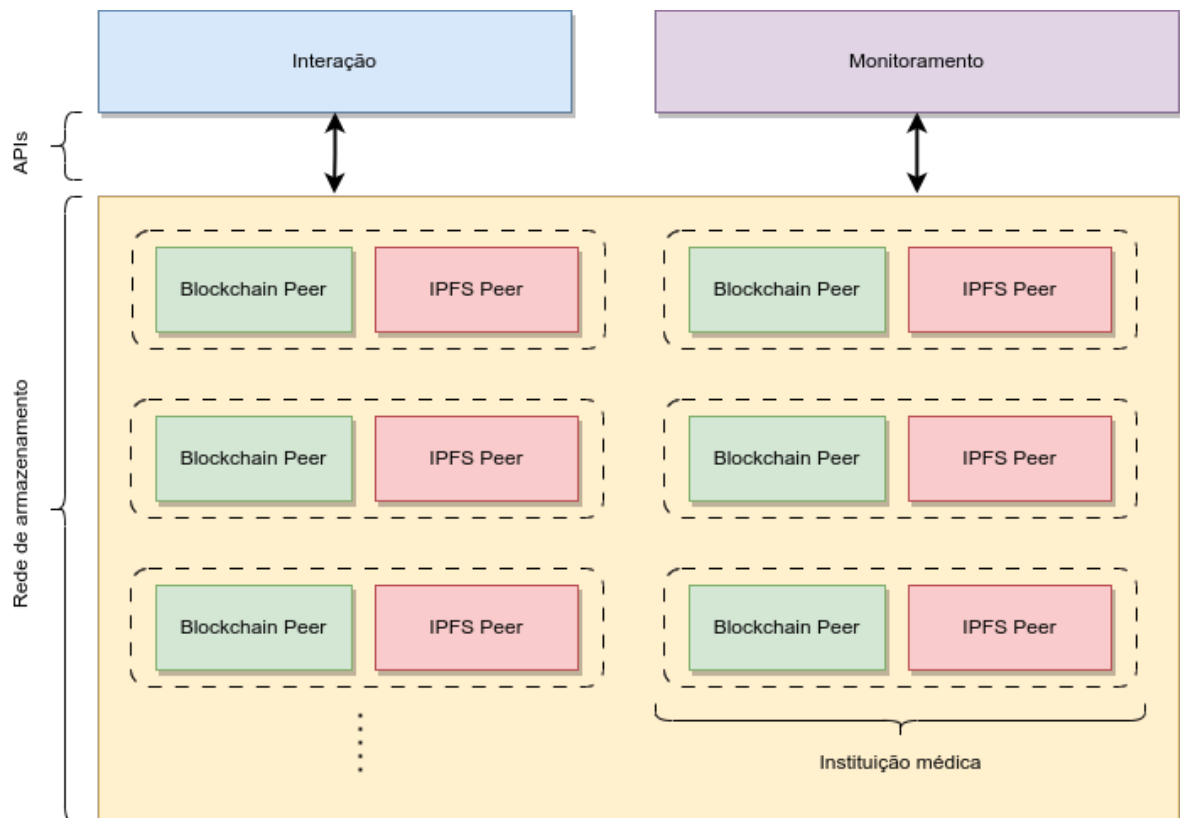 Interação
Monitoramento
APIs
Rede de armazenamento
Blockchain Peer
IPFS Peer
Blockchain Peer
IPFS Peer
Blockchain Peer
IPFS Peer
Blockchain Peer
IPFS Peer
Blockchain Peer
IPFS Peer
Blockchain Peer
IPFS Peer
Instituição médica